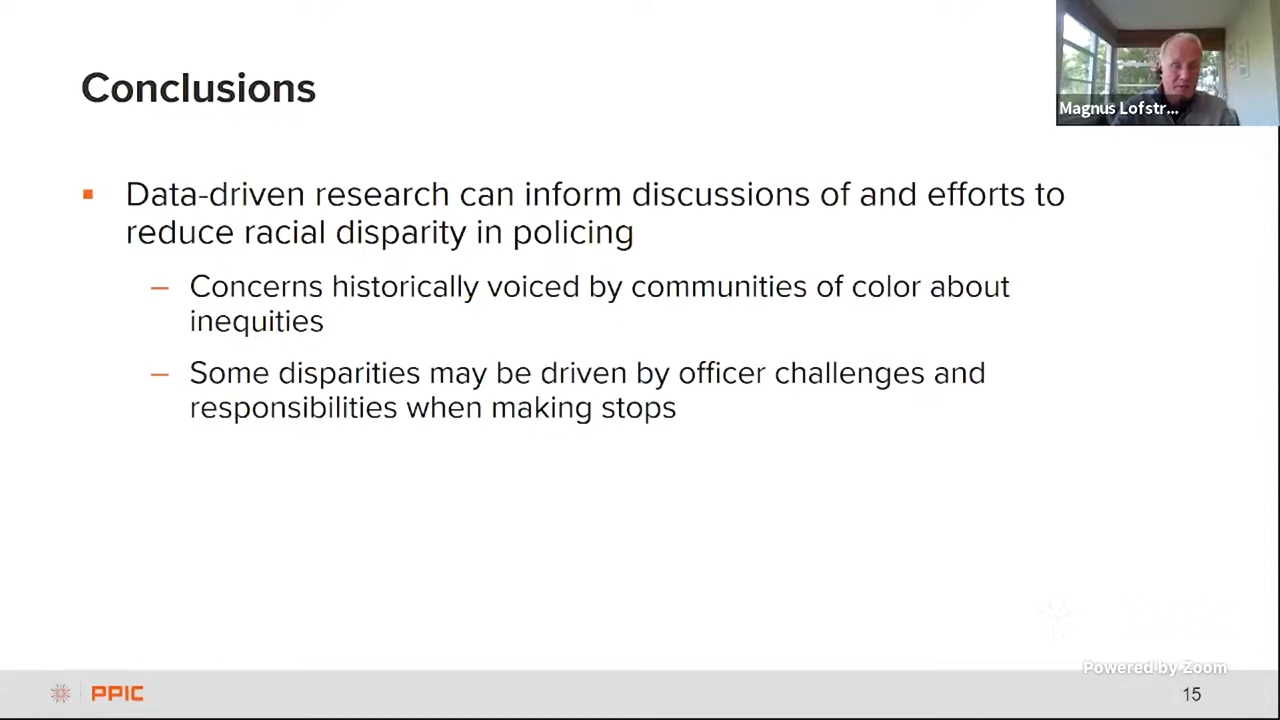 Conclusions
Magnus Lofstr...
Data-driven research can inform discussions of and efforts to
reduce racial disparity in policing
– Concerns historically voiced by communities of color about
inequities
– Some disparities may be driven by officer challenges and
responsibilities when making stops
Powered by Zoom
PPIC
15